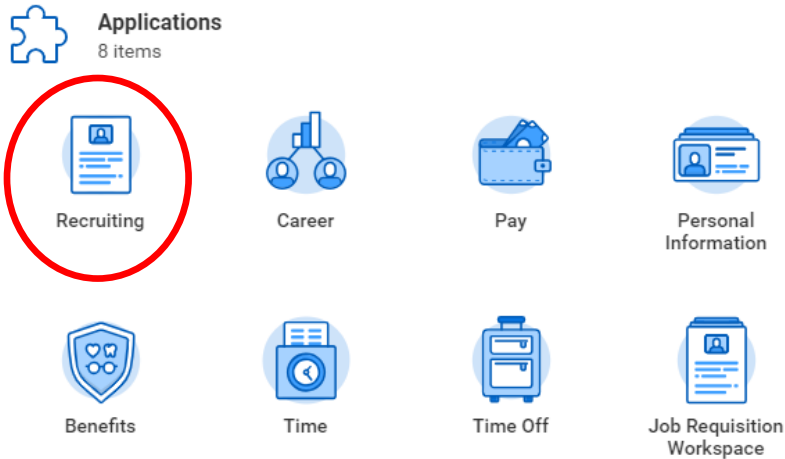 Applications
8 items
Recruiting
Career
Pay
Personal
Information
Benefits
Time
Time Off
Job Requisition
Workspace